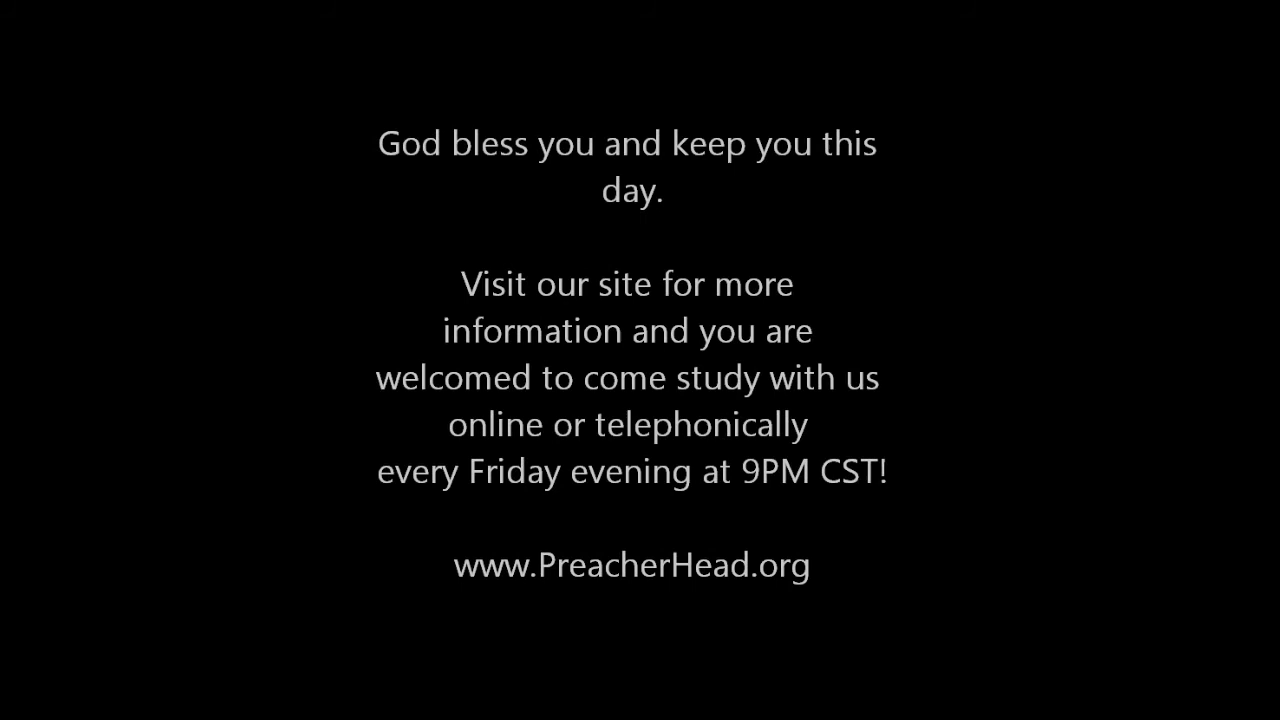 God bless you and keep you this
day.
Visit our site for more
information and you are
welcomed to come study with us
online or telephonically
every Friday evening at 9PM CST!
www.PreacherHead.org